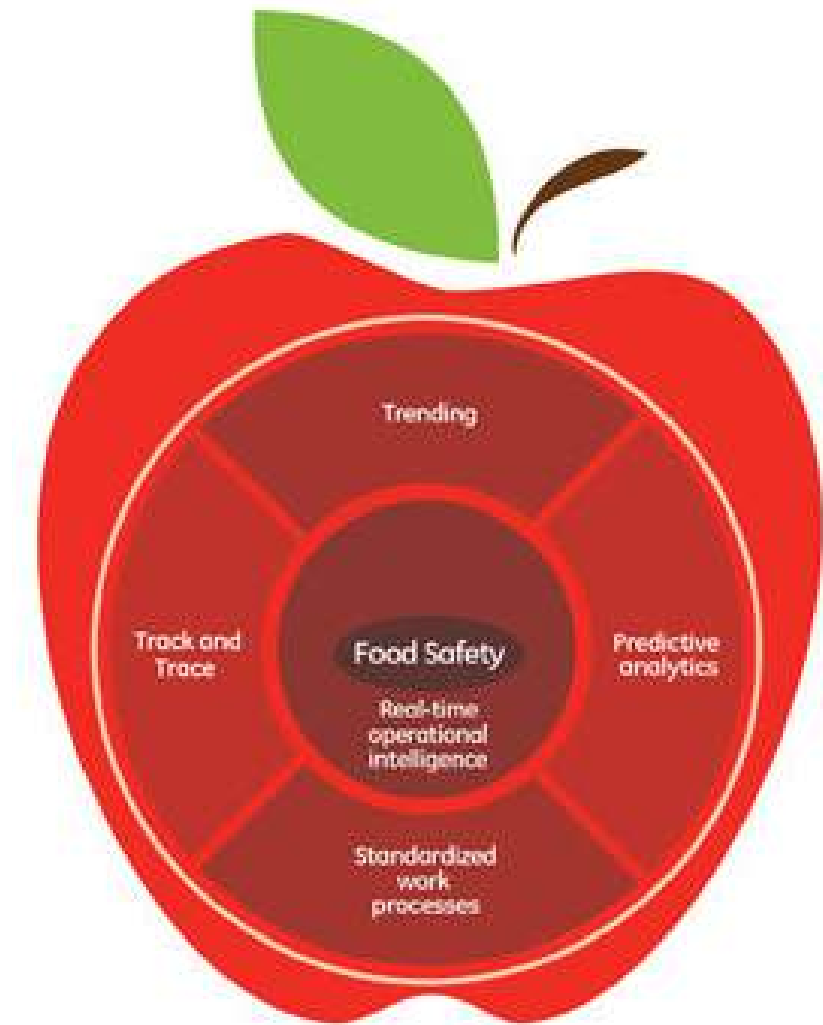 Trending
Track and
Trace
Food Safety
Real-time
operational
intelligence
Predictive
analytics
Standardized
work
processes